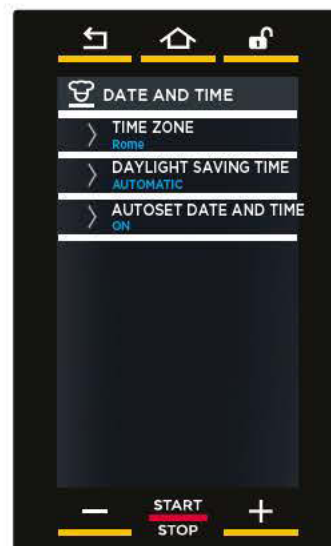 DATE AND TIME
TIME ZONE
Rome
DAYLIGHT SAVING TIME
AUTOMATIC
AUTOSET DATE AND TIME
ON
START
STOP